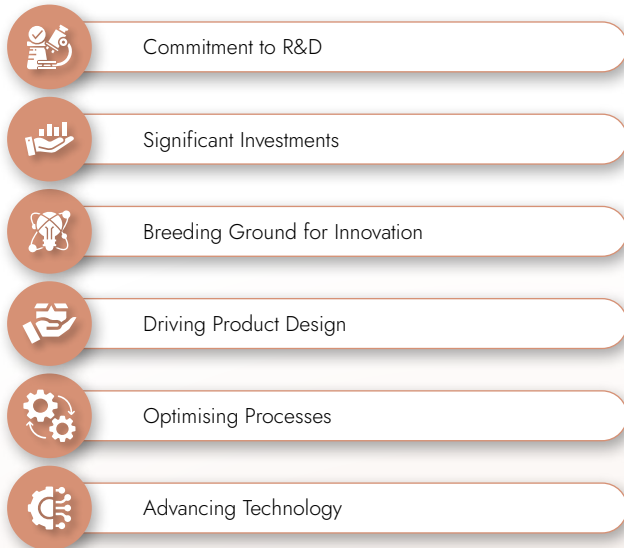 Commitment to R&D
Significant Investments
Breeding Ground for Innovation
Driving Product Design
Optimising Processes
Advancing Technology